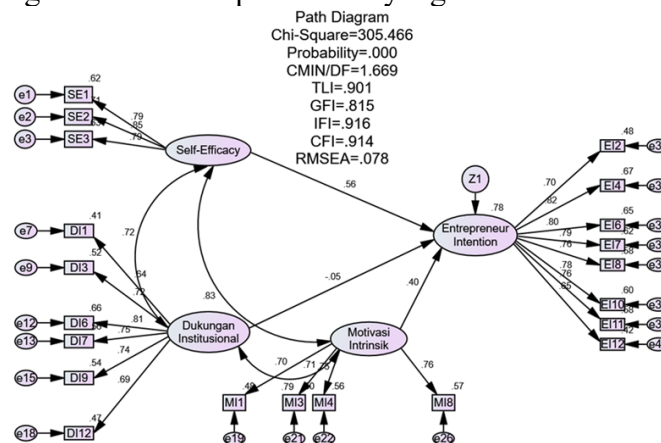 Path Diagram
Chi-Square=305.466
Probability=.000
CMIN/DF=1.669
TLI=.901
GFI=.815
IFI=.916
CFI=.914
RMSEA=.078
e1 SE1 .62
e2 SE2
e3 SE3
.79
.85
.79
Self-Efficacy
.56
Z1
.78
Entrepreneur
Intention
EI2 .48
EI4 .67
EI6 .65
EI7
EI8
EI10 .60
EI11
EI12
.70
.82
.80
.79
.76
.78
.76
.65
e7 DI1 .41
e9 DI3 .52
e12 DI6 .66
e13 DI7
e15 DI9 .54
e18 DI12 .47
.64
.72
.81
.75
.74
.69
.72
.83
-.05
.40
Dukungan
Institusional
Motivasi
Intrinsik
.70
.79
.71
.76
.56
.57
MI1
MI3
MI4
MI8
e19
e21
e22
e26